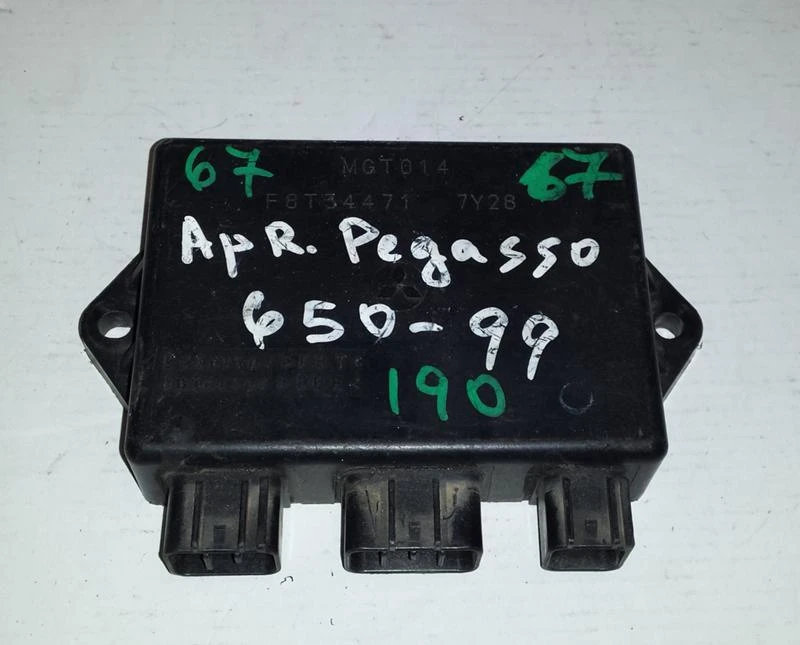 67 MGT014 67
F8T34471 7Y28
ApR. Pegasso
650-99
190